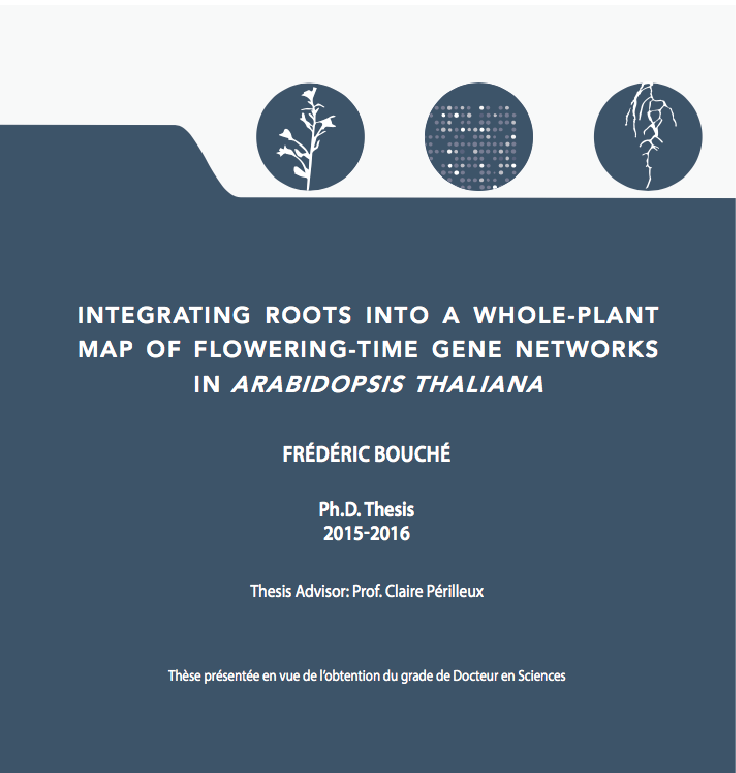 INTEGRATING ROOTS INTO A WHOLE-PLANT
MAP OF FLOWERING-TIME GENE NETWORKS
IN ARABIDOPSIS THALIANA
FRÉDÉRIC BOUCHÉ
Ph.D. Thesis
2015-2016
Thesis Advisor: Prof. Claire Périlleux
Thèse présentée en vue de l'obtention du grade de Docteur en Sciences